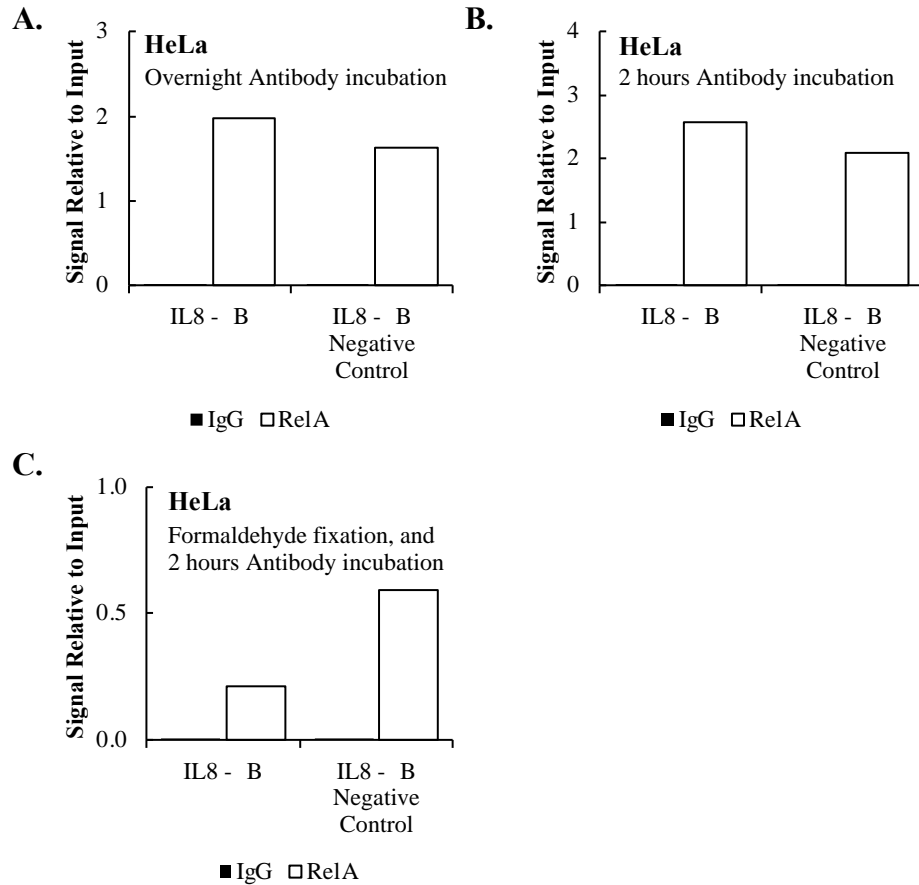 A.
Signal Relative to Input
3
2
1
0
HeLa
Overnight Antibody incubation
IL8 - B
IL8 - B
Negative
Control
IgG RelA
B.
Signal Relative to Input
4
3
2
1
0
HeLa
2 hours Antibody incubation
IL8 - B
IL8 - B
Negative
Control
IgG RelA
C.
Signal Relative to Input
1.0
0.5
0.0
HeLa
Formaldehyde fixation, and
2 hours Antibody incubation
IL8 - B
IL8 - B
Negative
Control
IgG RelA